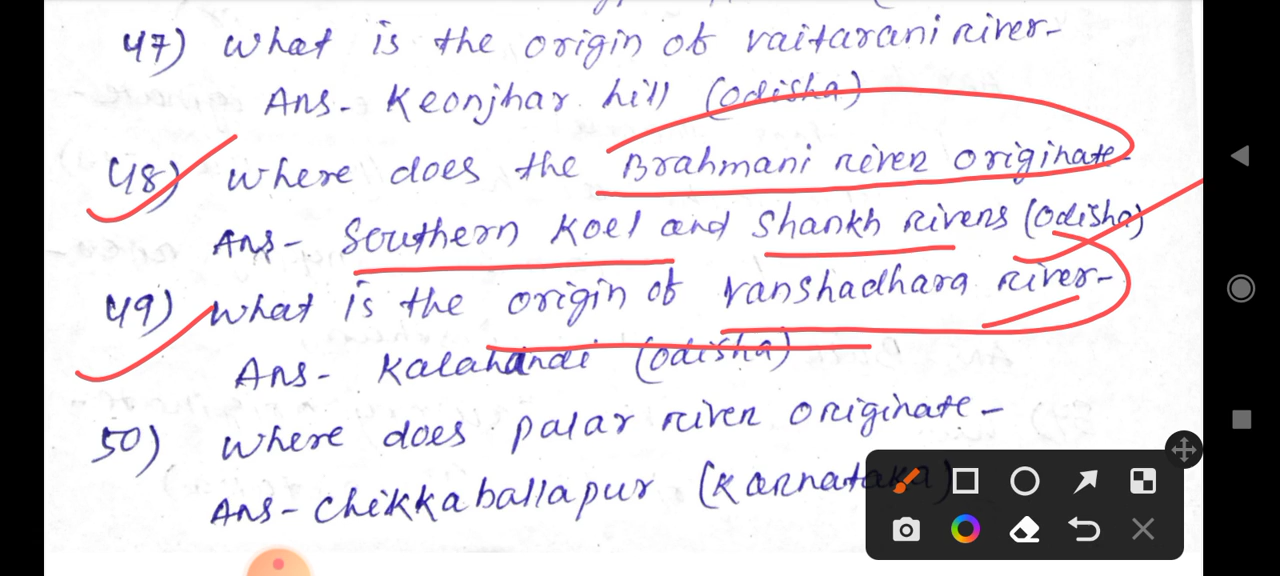 47) What is the origin of vaitarani river-
Ans- Keonjhar hill (odisha)
48) Where does the Brahmani river originate-
Ans- Southern Koel and Shankh rivers (odisha)
49) What is the origin of vanshadhara river-
Ans- Kalahandi (odisha)
50) Where does palar river originate-
Ans- Chikkaballapur (Karnataka)